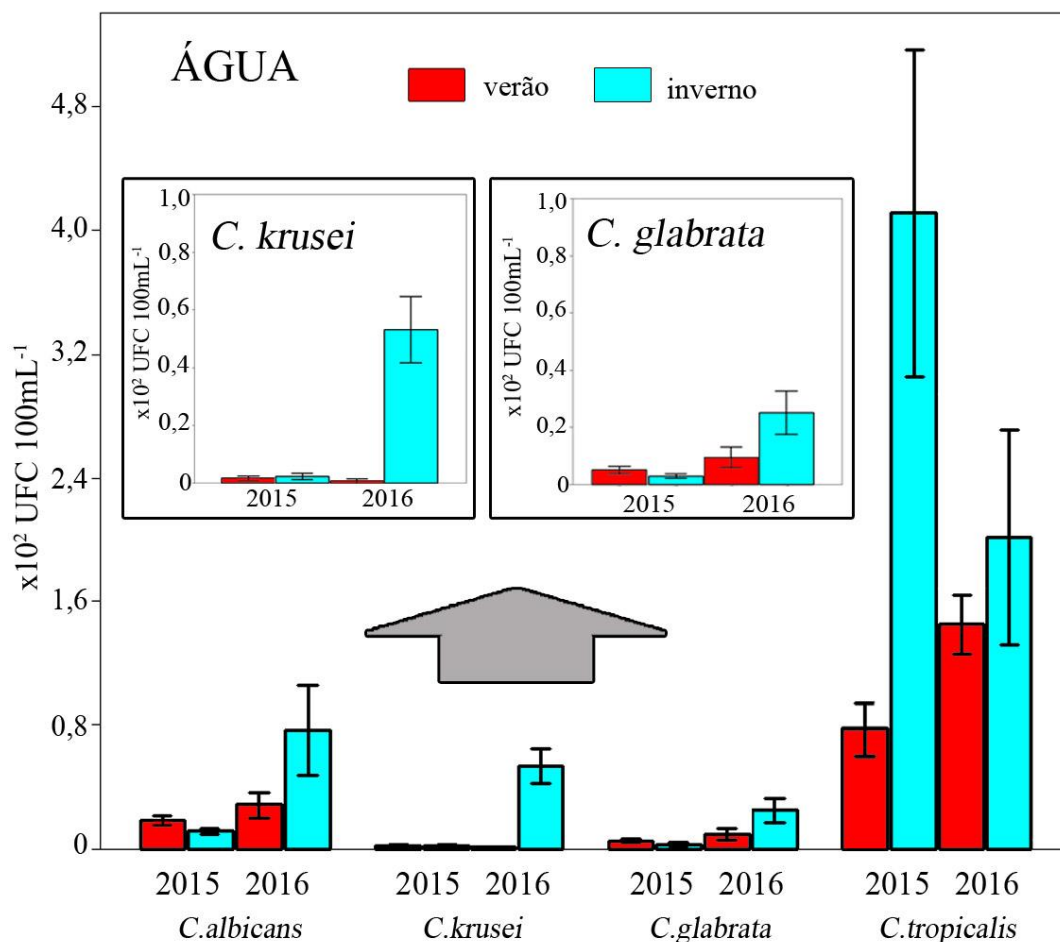 ÁGUA
verão
inverno
x10² UFC 100mL⁻¹
4,8
4,0
3,2
2,4
1,6
0,8
0
C. krusei
x10² UFC 100mL⁻¹
1,0
0,8
0,6
0,4
0,2
0
2015 2016
C. glabrata
x10² UFC 100mL⁻¹
1,0
0,8
0,6
0,4
0,2
0
2015 2016
2015 2016 2015 2016 2015 2016 2015 2016
C.albicans C.krusei C.glabrata C.tropicalis